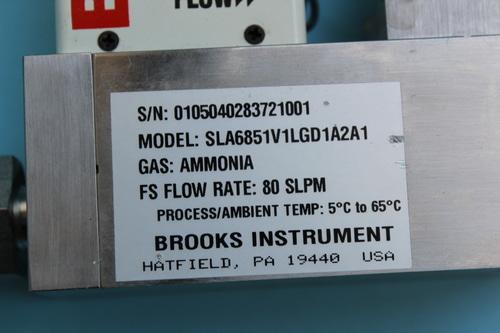 FLOW>>
S/N: 0105040283721001
MODEL: SLA6851V1LGD1A2A1
GAS: AMMONIA
FS FLOW RATE: 80 SLPM
PROCESS/AMBIENT TEMP: 5°C to 65°C
BROOKS INSTRUMENT
HATFIELD, PA 19440 USA